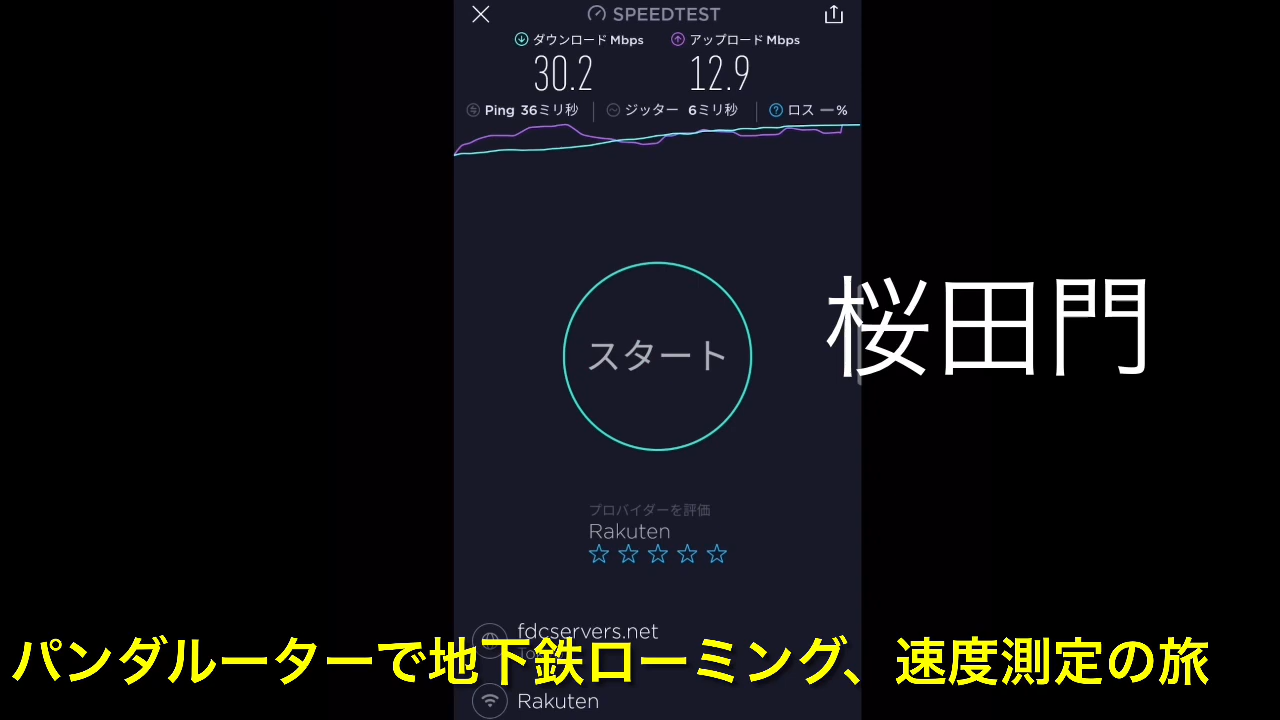 SPEEDTEST
ダウンロード Mbps アップロード Mbps
30.2 12.9
Ping 36ミリ秒 ジッター 6ミリ秒 ロス ー%
桜田門
スタート
プロバイダーを評価
Rakuten
fdcservers.net
パンダルーターで地下鉄ローミング、速度測定の旅
Rakuten